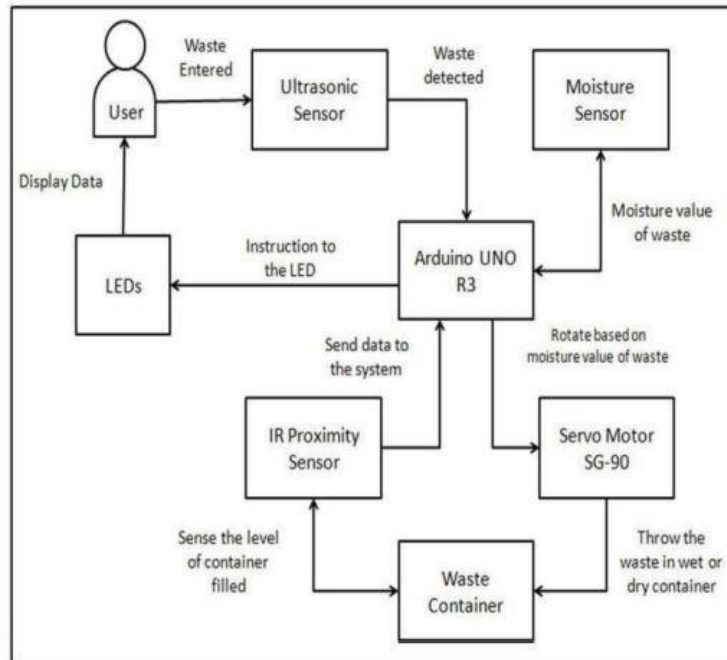 User
Waste
Entered
Ultrasonic
Sensor
Waste
detected
Moisture
Sensor
Display Data
Moisture value
of waste
LEDs
Instruction to
the LED
Arduino UNO
R3
Send data to
the system
Rotate based on
moisture value of waste
IR Proximity
Sensor
Servo Motor
SG-90
Sense the level
of container
filled
Waste
Container
Throw the
waste in wet or
dry container